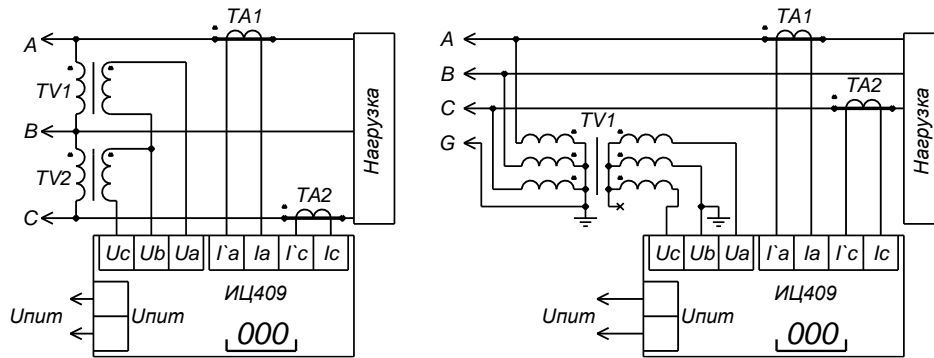 TA1
A
TV1
B
TV2
TA2
C
Нагрузка
Uc Ub Ua I`a Ia I`c Ic
ИЦ409
Uпит Uпит
000
TA1
A
B
TA2
C
TV1
G
Нагрузка
Uc Ub Ua I`a Ia I`c Ic
ИЦ409
Uпит Uпит
000